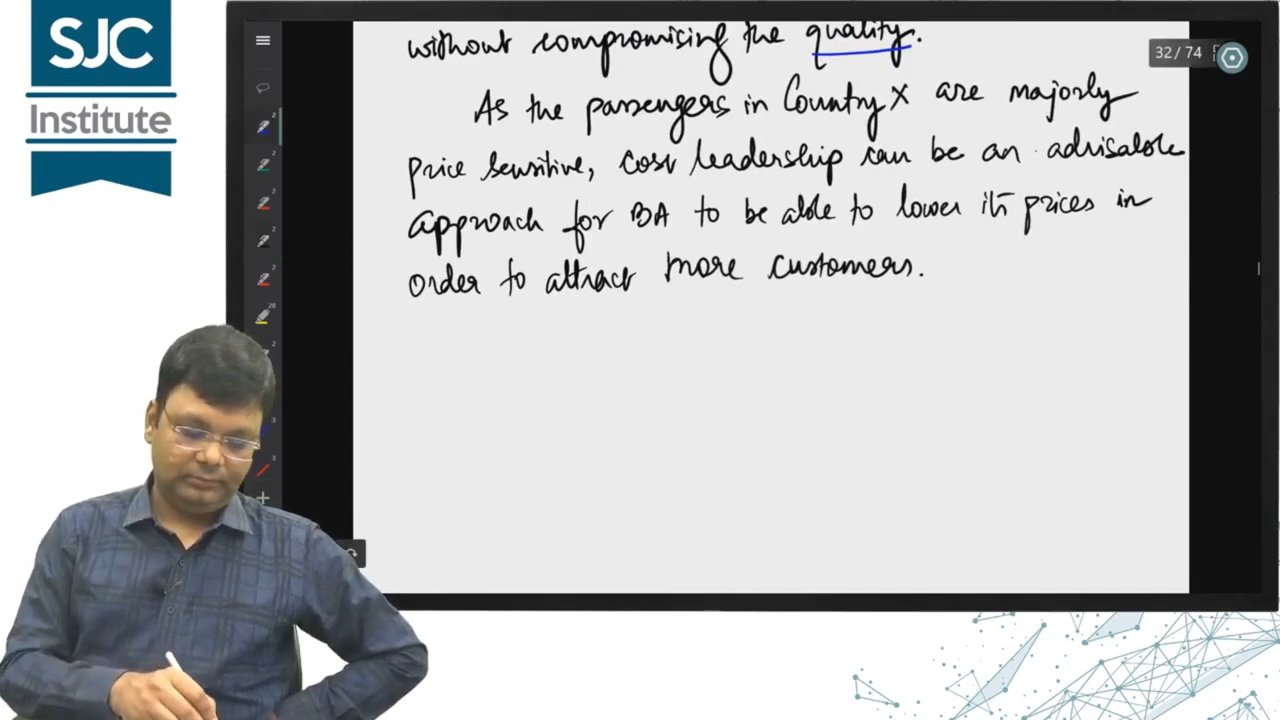 SJC
Institute
32 / 74
without compromising the quality.
As the passengers in Country X are majorly
price sensitive, cost leadership can be an advisable
approach for BA to be able to lower its prices in
order to attract more customers.